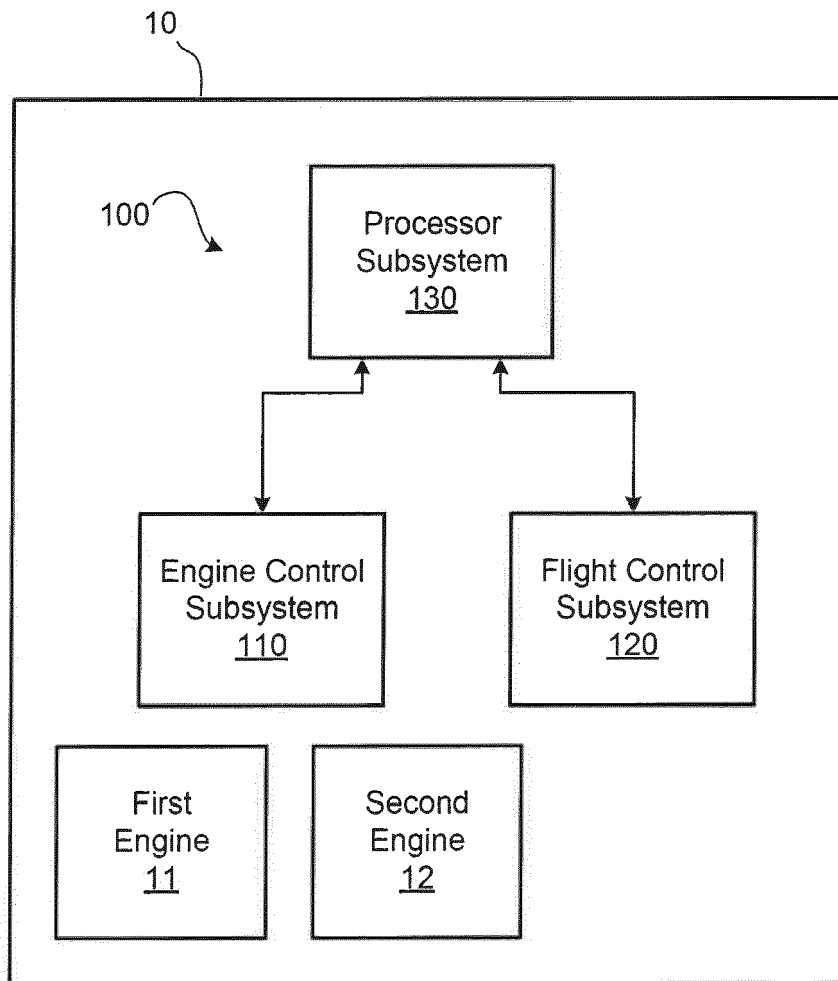 10
100
Processor
Subsystem
130
Engine Control
Subsystem
110
Flight Control
Subsystem
120
First
Engine
11
Second
Engine
12